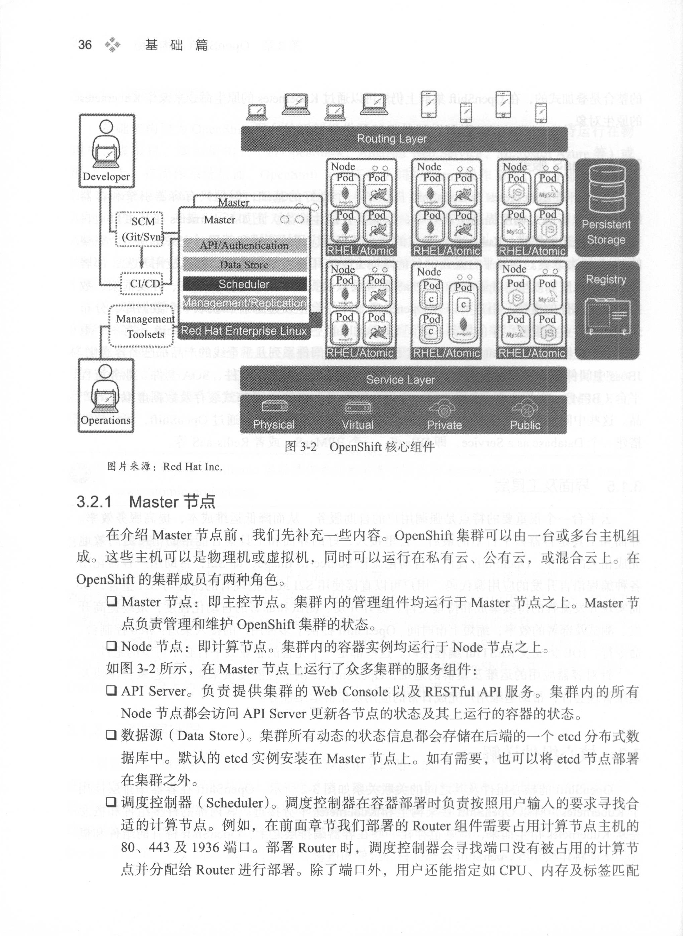 36 基 础 篇
Routing Layer
Developer
SCM
(Git/Svn)
CI/CD
Management
Toolsets
Operations
Master
Master
API/Authentication
Data Store
Scheduler
Management/Replication
Red Hat Enterprise Linux
Node
Pod Pod
Pod Pod
RHEL/Atomic
Node
Pod Pod
Pod Pod
RHEL/Atomic
Node
Pod Pod
MySQL
Pod Pod
MySQL
RHEL/Atomic
Node
Pod Pod
Pod Pod
RHEL/Atomic
Node
Pod Pod
C C
Pod
C
RHEL/Atomic
Node
Pod Pod
MySQL
Pod Pod
MySQL
RHEL/Atomic
Persistent
Storage
Registry
Service Layer
Physical Virtual Private Public
图 3-2 OpenShift 核心组件
图片来源：Red Hat Inc.
3.2.1 Master 节点
在介绍 Master 节点前，我们先补充一些内容。OpenShift 集群可以由一台或多台主机组
成。这些主机可以是物理机或虚拟机，同时可以运行在私有云、公有云，或混合云上。在
OpenShift 的集群成员有两种角色。
❑ Master 节点：即主控节点。集群内的管理组件均运行于 Master 节点之上。Master 节
点负责管理和维护 OpenShift 集群的状态。
❑ Node 节点：即计算节点。集群内的容器实例均运行于 Node 节点之上。
如图 3-2 所示，在 Master 节点上运行了众多集群的服务组件：
❑ API Server。负责提供集群的 Web Console 以及 RESTful API 服务。集群内的所有
Node 节点都会访问 API Server 更新各节点的状态及其上运行的容器的状态。
❑ 数据源（Data Store）。集群所有动态的状态信息都会存储在后端的一个 etcd 分布式数
据库中。默认的 etcd 实例安装在 Master 节点上。如有需要，也可以将 etcd 节点部署
在集群之外。
❑ 调度控制器（Scheduler）。调度控制器在容器部署时负责按照用户输入的要求寻找合
适的计算节点。例如，在前面章节我们部署的 Router 组件需要占用计算节点主机的
80、443 及 1936 端口。部署 Router 时，调度控制器会寻找端口没有被占用的计算节
点并分配给 Router 进行部署。除了端口外，用户还能指定如 CPU、内存及标签匹配